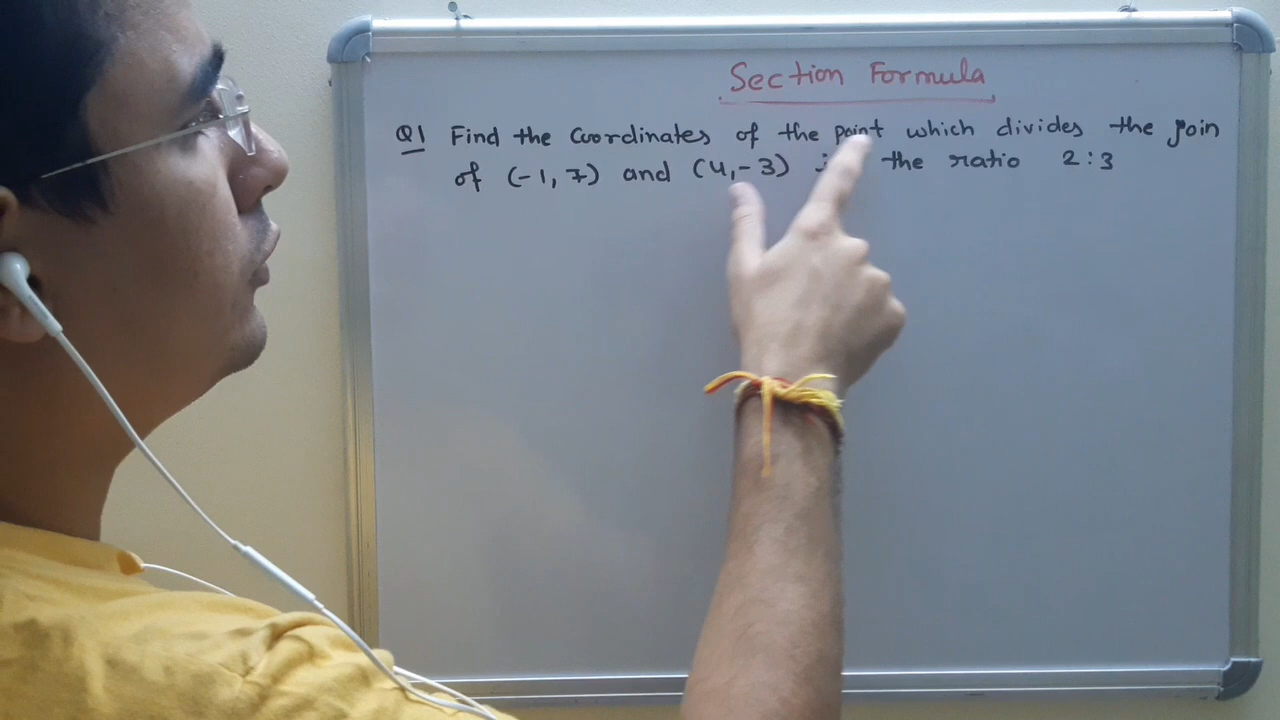 Section Formula
Q1 Find the Coordinates of the point which divides the join
of (-1, 7) and (4, -3) the ratio 2:3